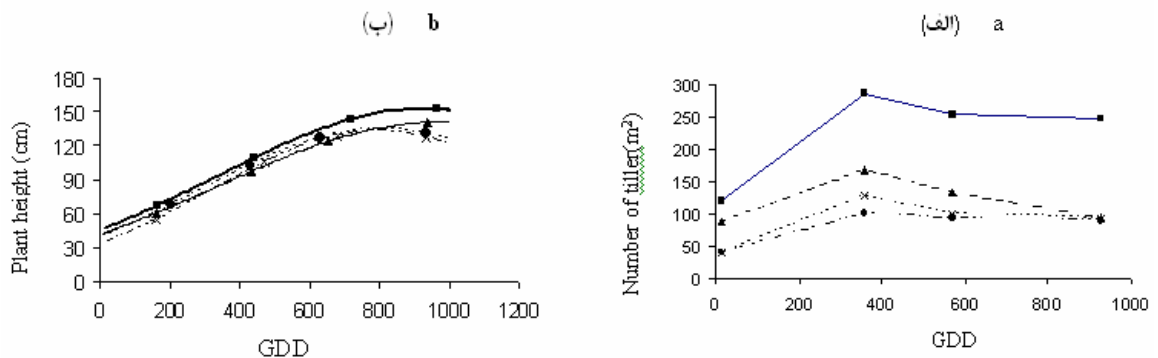 b (ب)
Plant height (cm)
180
150
120
90
60
30
0
0 200 400 600 800 1000 1200
GDD
a (الف)
Number of tiller(m²)
300
250
200
150
100
50
0
0 200 400 600 800 1000
GDD